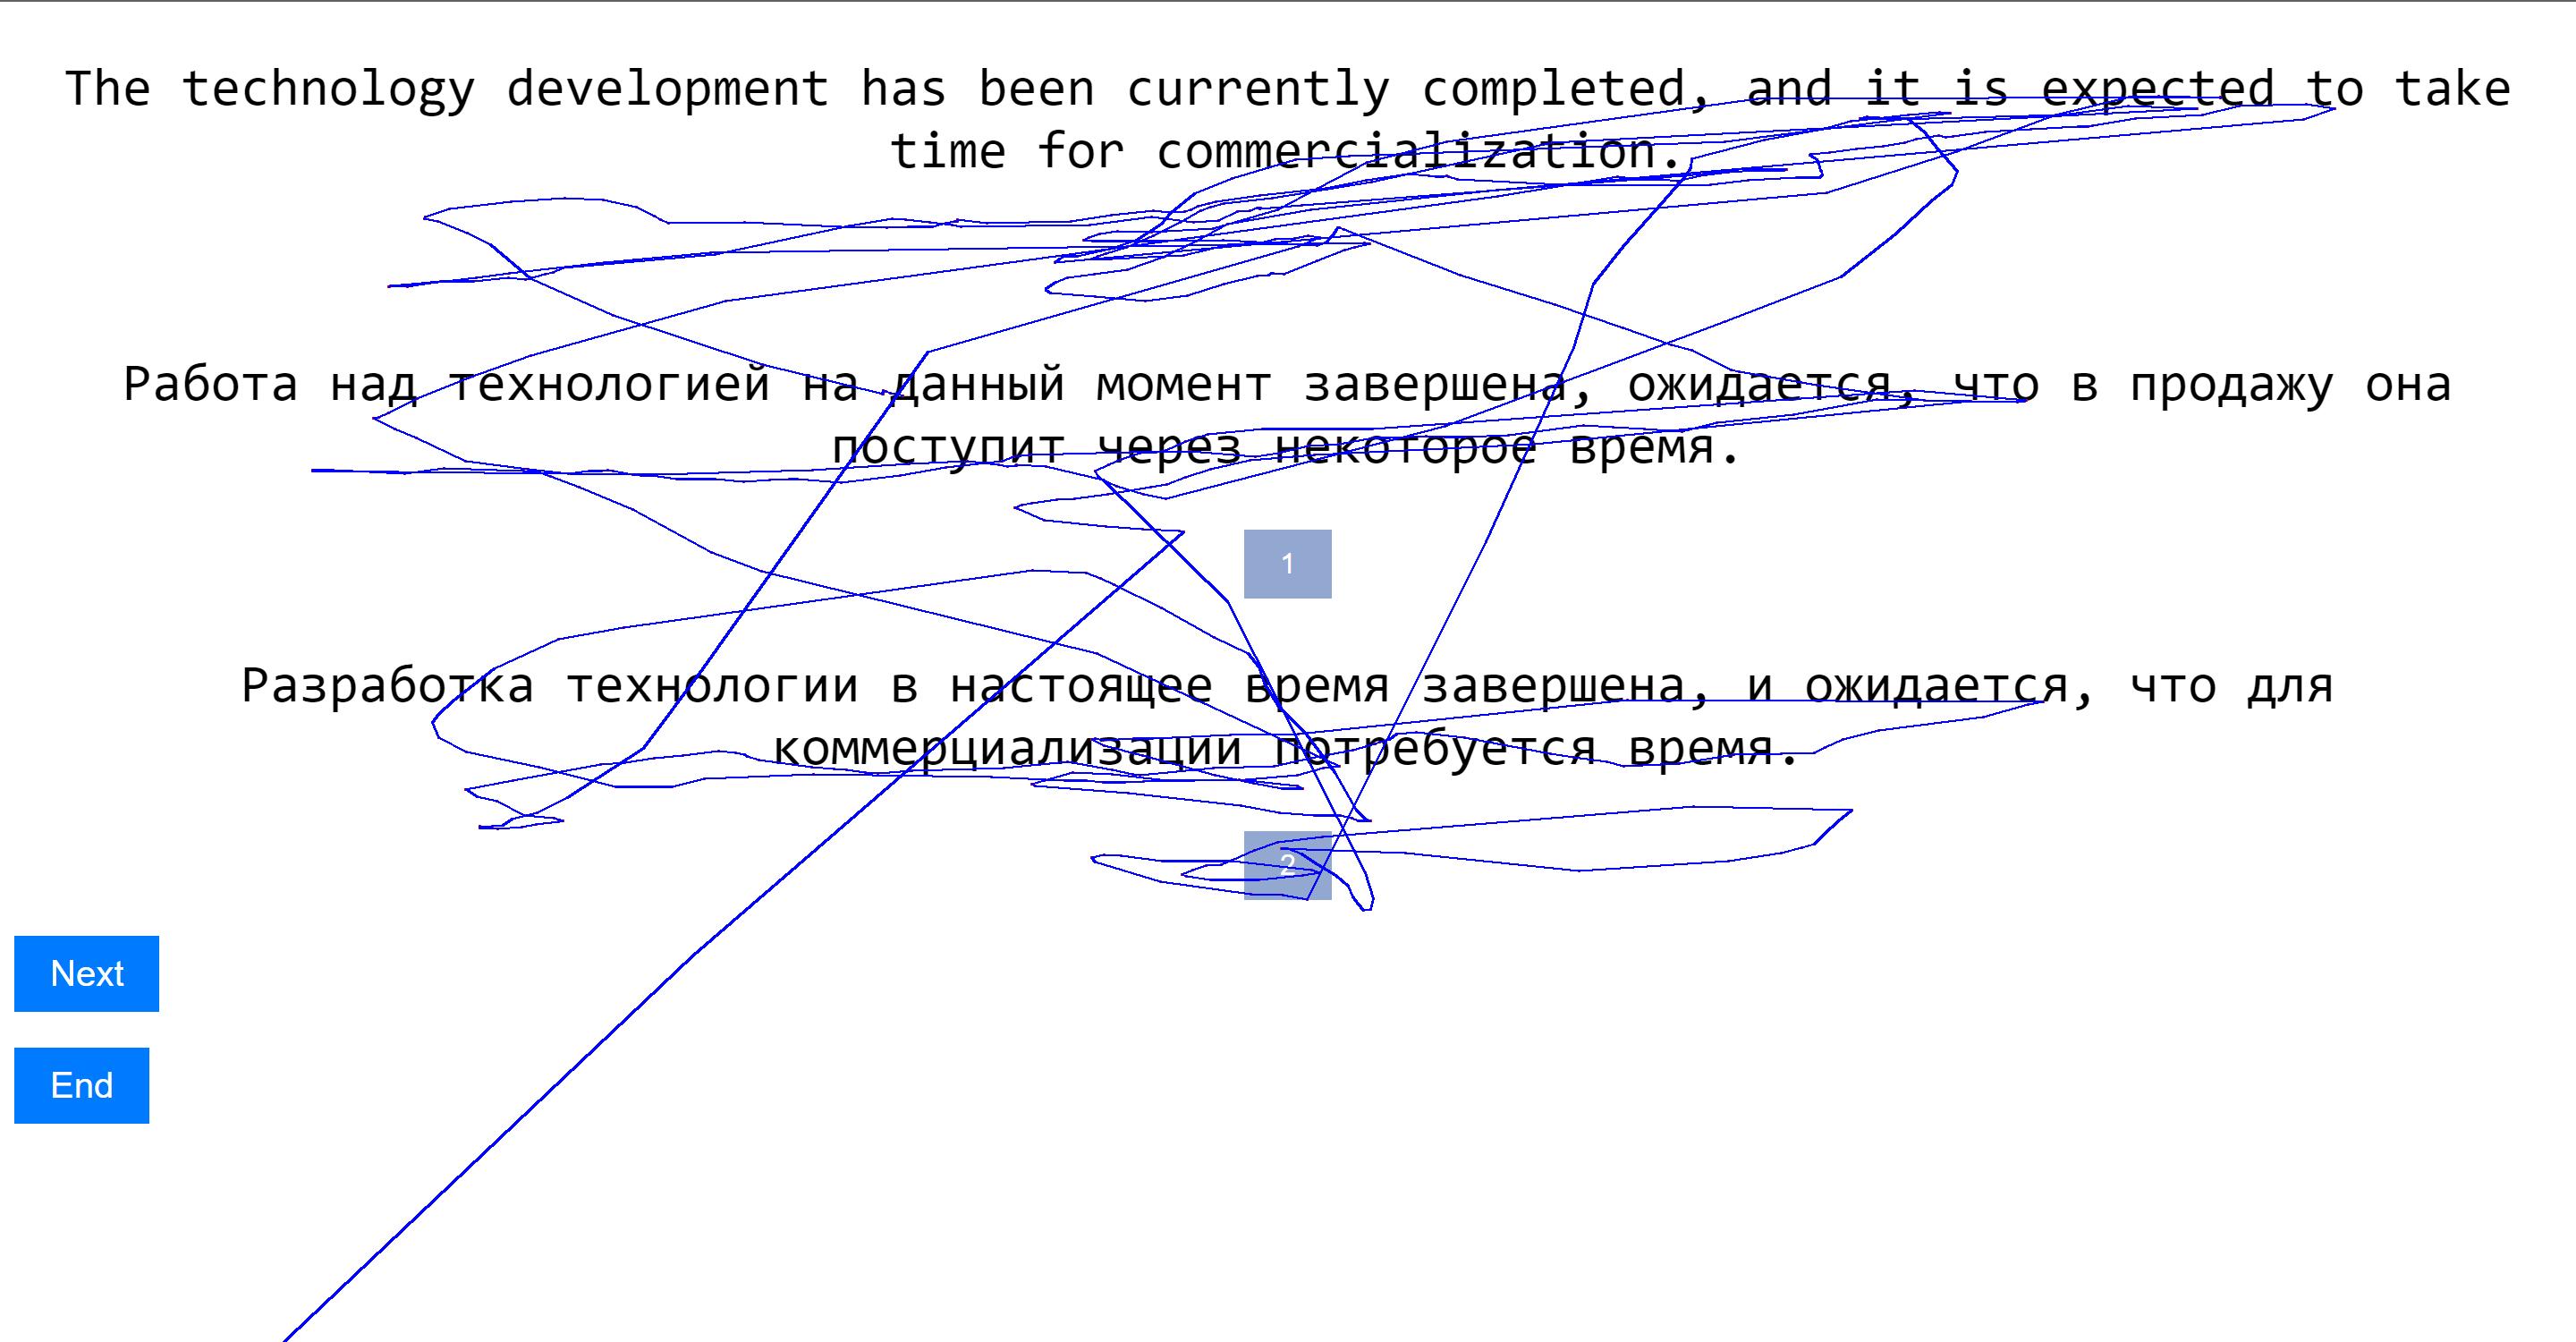 The technology development has been currently completed, and it is expected to take
time for commercialization.
Работа над технологией на данный момент завершена, ожидается, что в продажу она
поступит через некоторое время.
1
Разработка технологии в настоящее время завершена, и ожидается, что для
коммерциализации потребуется время.
2
Next
End